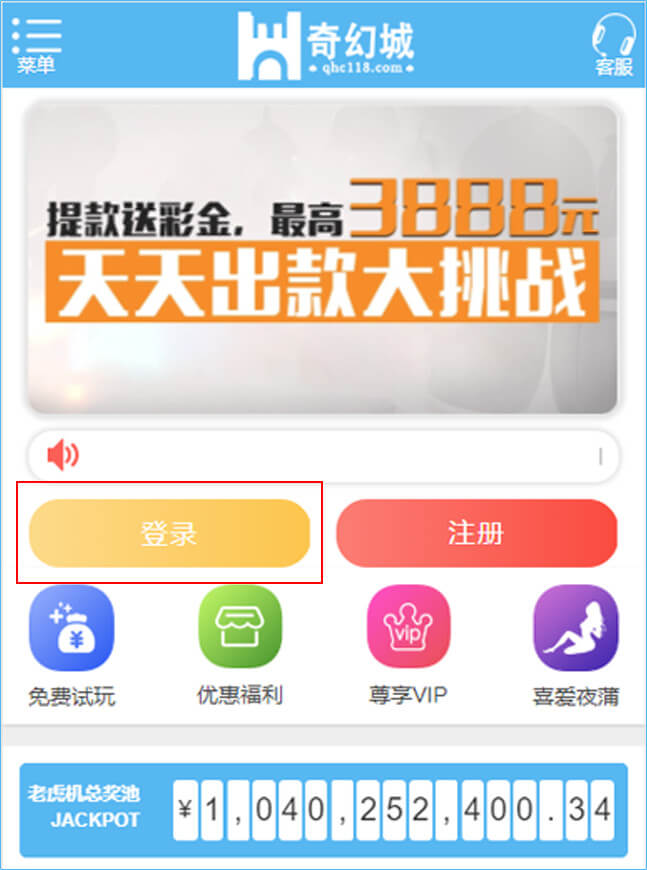 菜单
奇幻城
qhc118.com
客服
提款送彩金，最高3888元
天天出款大挑战
登录
注册
¥
免费试玩
优惠福利
vip
尊享VIP
喜爱夜蒲
老虎机总奖池
JACKPOT
¥1,040,252,400.34